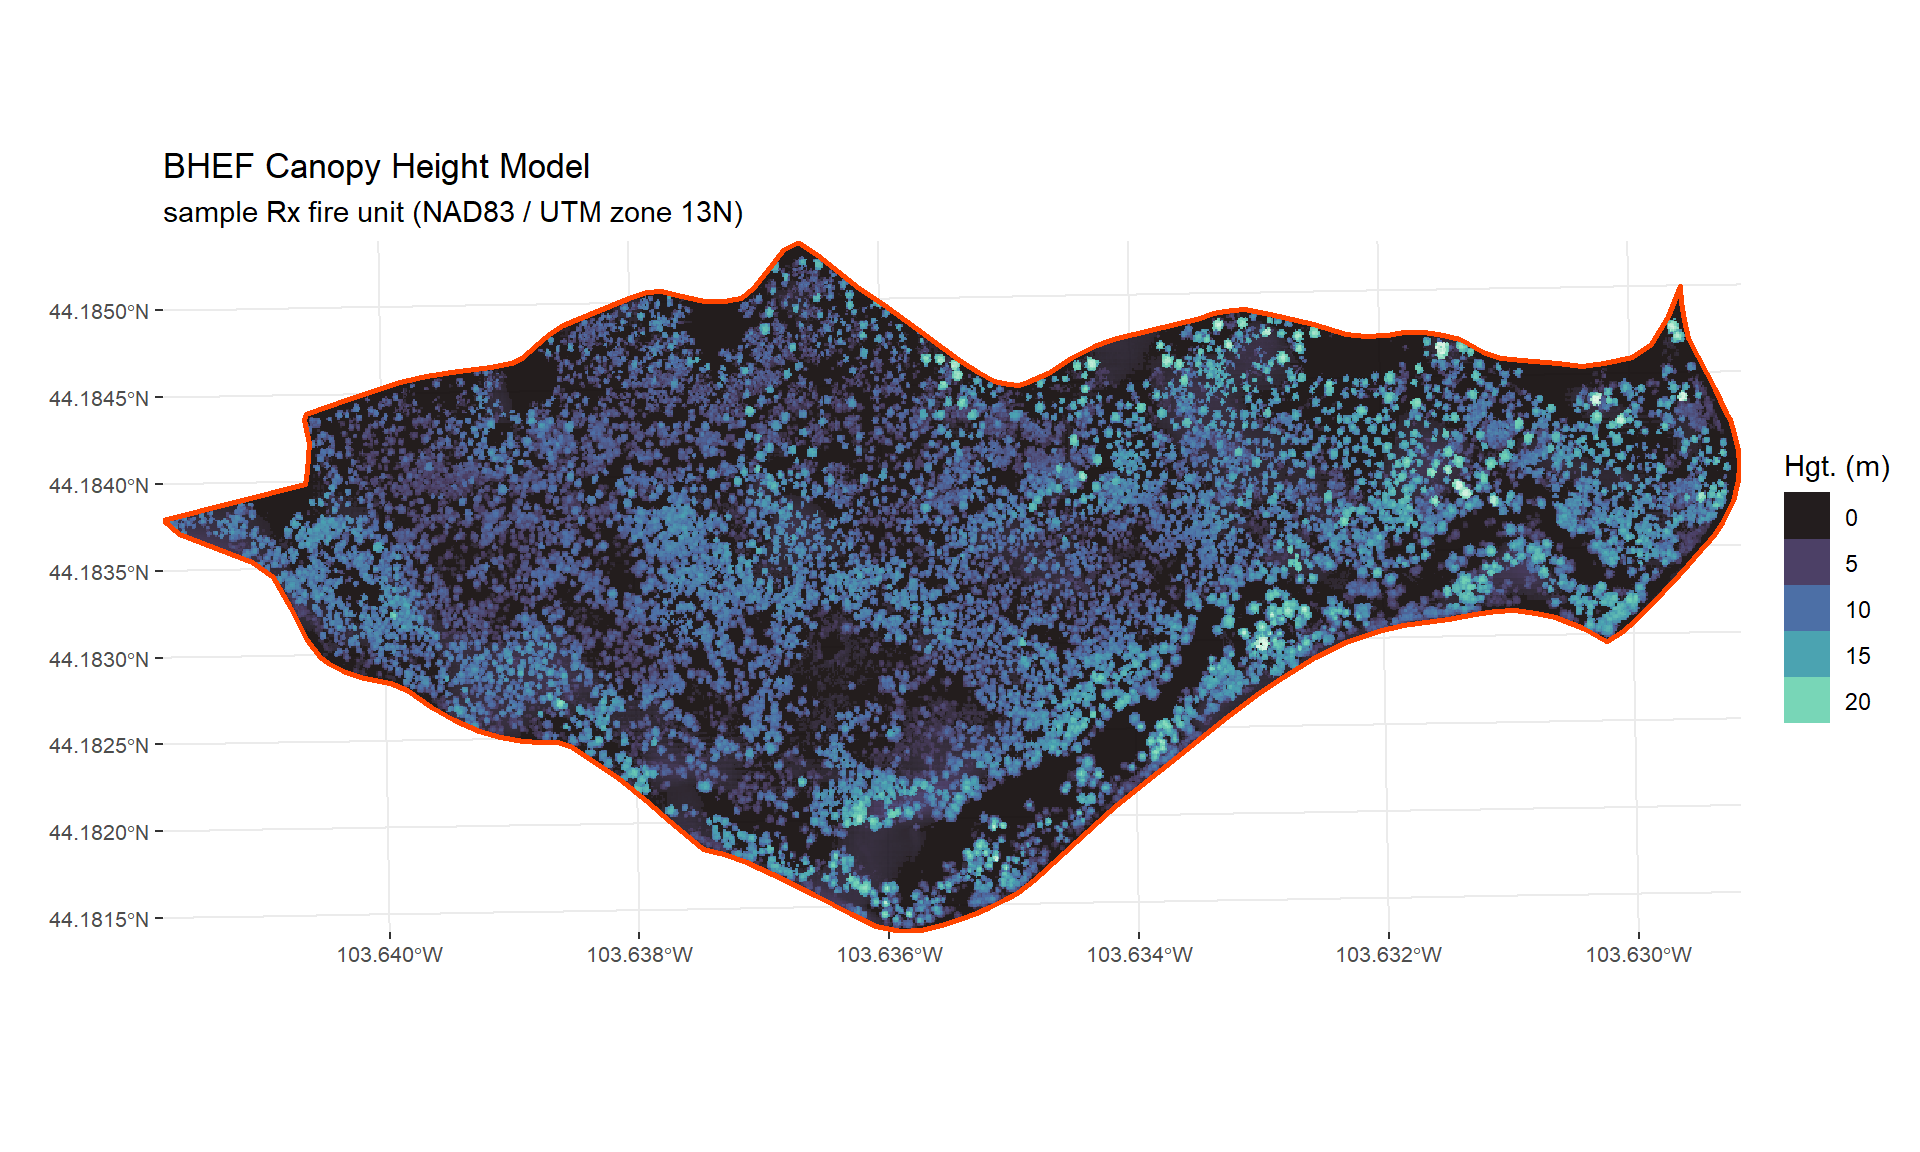 BHEF Canopy Height Model
sample Rx fire unit (NAD83 / UTM zone 13N)
44.1850°N
44.1845°N
44.1840°N
44.1835°N
44.1830°N
44.1825°N
44.1820°N
44.1815°N
103.640°W
103.638°W
103.636°W
103.634°W
103.632°W
103.630°W
Hgt. (m)
0
5
10
15
20